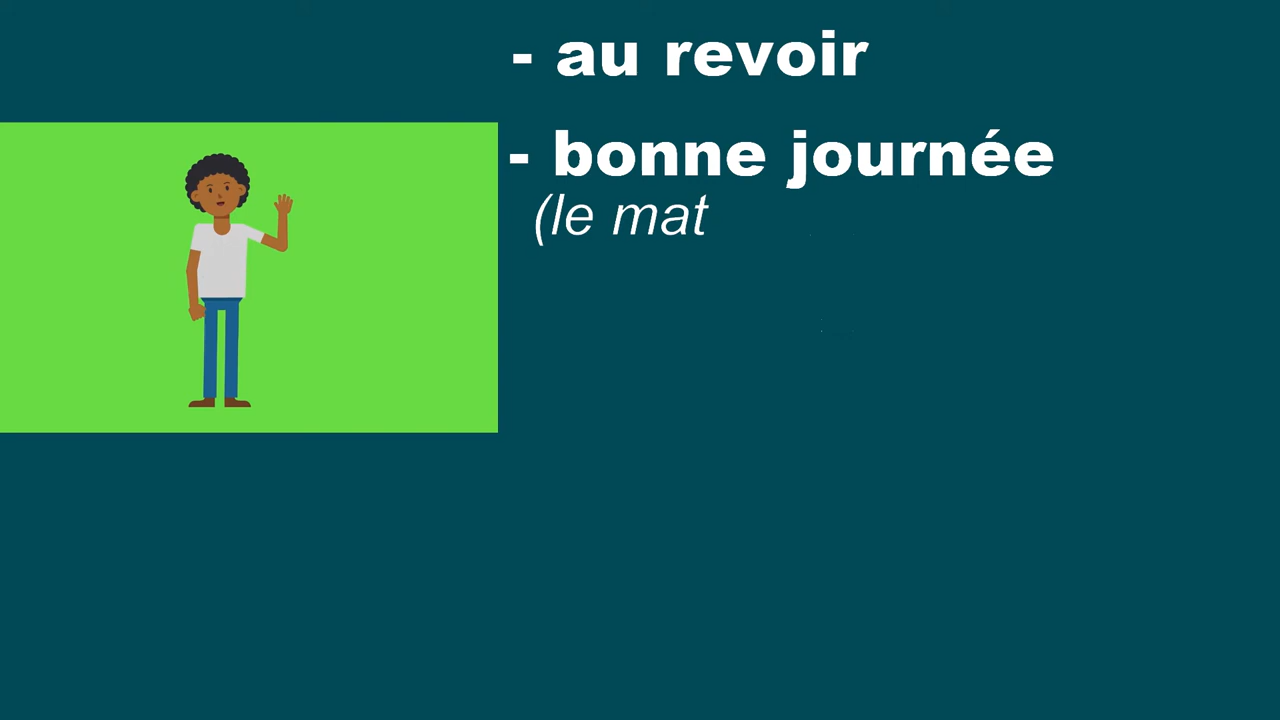 - au revoir
- bonne journée
(le mat